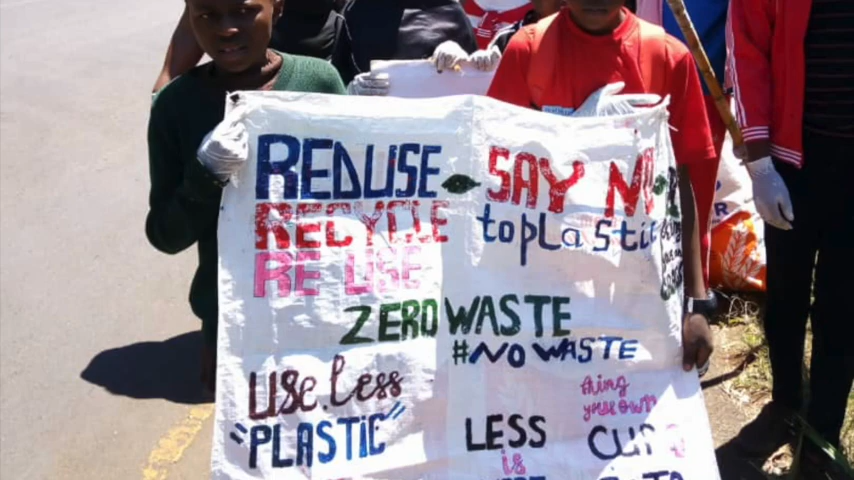 REDUSE
RECYCLE
RE USE
SAY NO
to plastic
ZERO WASTE
#NO WASTE
Use.less
"PLASTIC"
LESS
is
Bring
your own
CUP